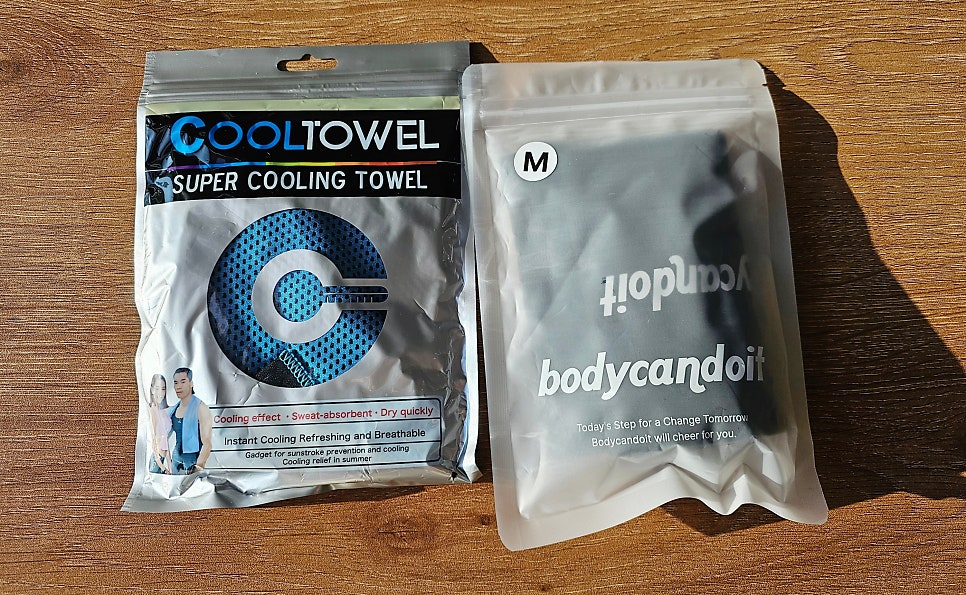 COOLTOWEL
SUPER COOLING TOWEL
Cooling effect · Sweat-absorbent · Dry quickly
Instant Cooling Refreshing and Breathable
Gadget for sunstroke prevention and cooling
Cooling relief in summer
M
ycandoit
bodycandoit
Today's Step for a Change Tomorrow
Bodycandoit will cheer for you.